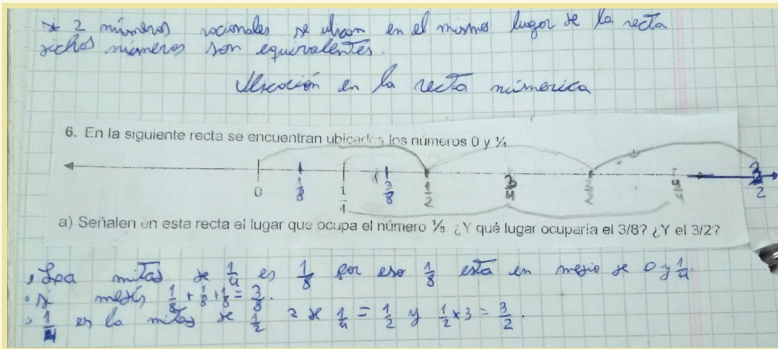 * 2 números racionales se ubican en el mismo lugar de la recta
dichos números son equivalentes.
Ubicación en la recta númerica
6. En la siguiente recta se encuentran ubicados los números 0 y ¼
0 1/8 1/4 3/8 1/2 3/4 4/4 3/2
a) Señalen en esta recta el lugar que ocupa el número ⅛ ¿Y qué lugar ocuparía el 3/8? ¿Y el 3/2?
Loa mitad de 1/4 es 1/8 por eso 1/8 está en medio de 0 y 1/4.
si 1/8 + 1/8 + 1/8 = 3/8.
1/4 es la mitad de 1/2 2 de 1/4 = 1/2 y 1/2 x 3 = 3/2.